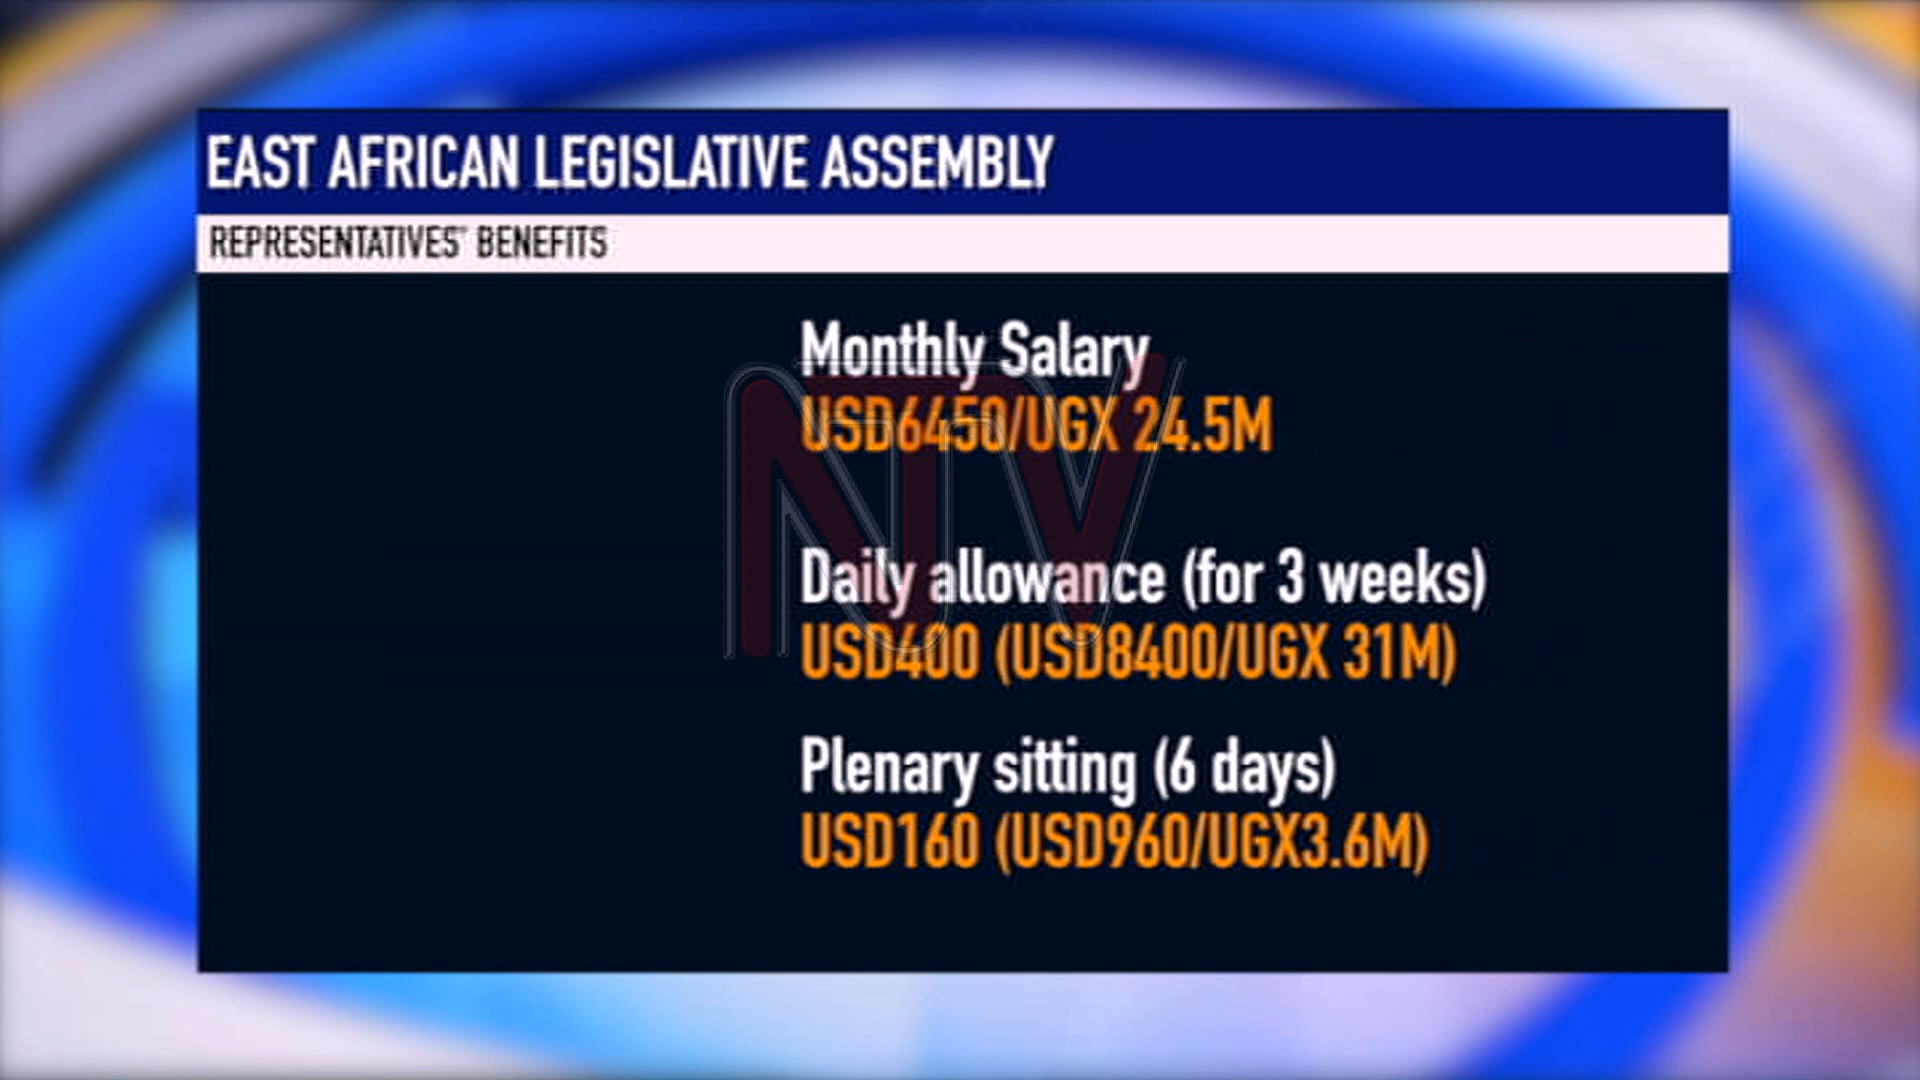 EAST AFRICAN LEGISLATIVE ASSEMBLY
REPRESENTATIVES' BENEFITS
Monthly Salary
USD6450/UGX 24.5M
NTV
Daily allowance (for 3 weeks)
USD400 (USD8400/UGX 31M)
Plenary sitting (6 days)
USD160 (USD960/UGX3.6M)